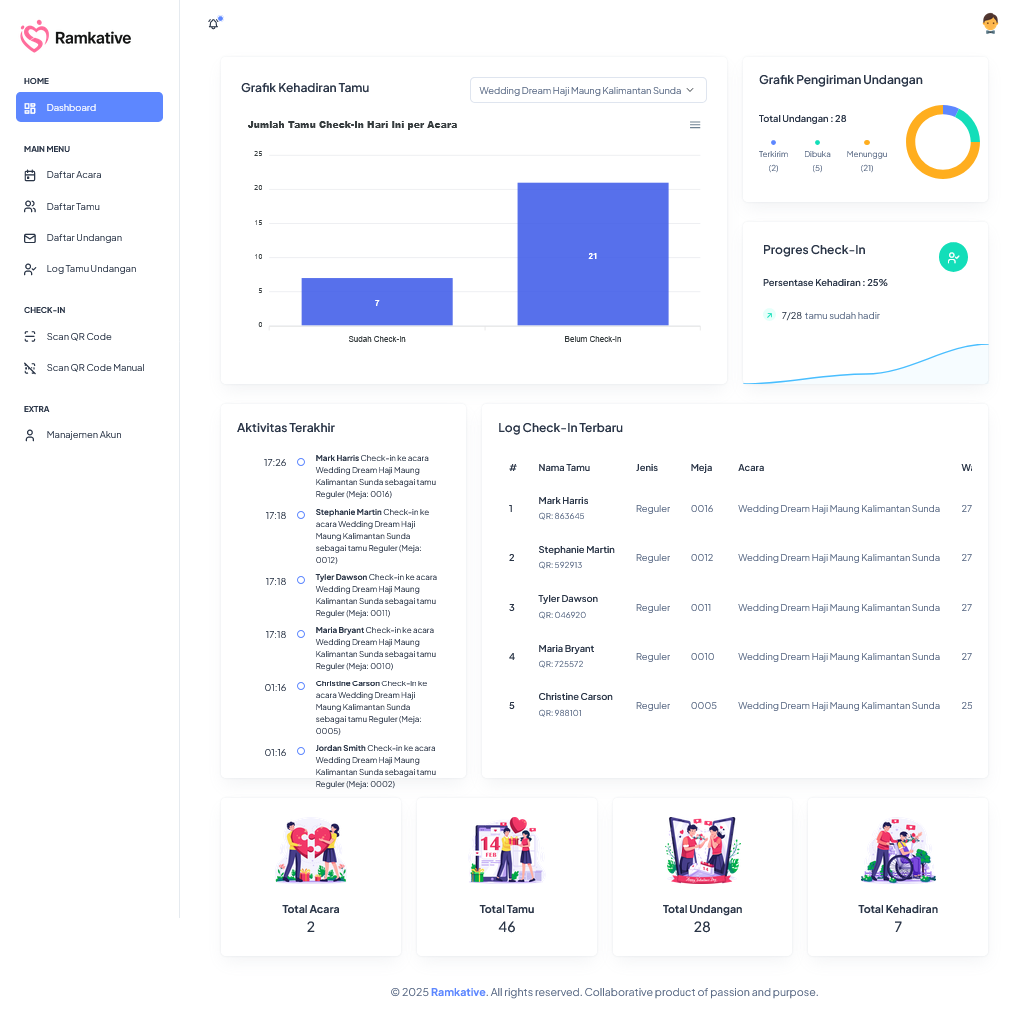 Ramkative
HOME
Dashboard
MAIN MENU
Daftar Acara
Daftar Tamu
Daftar Undangan
Log Tamu Undangan
CHECK-IN
Scan QR Code
Scan QR Code Manual
EXTRA
Manajemen Akun
Grafik Kehadiran Tamu
Wedding Dream Haji Maung Kalimantan Sunda
Jumlah Tamu Check-In Hari Ini per Acara
25
20
15
10
5
0
7
21
Sudah Check-In
Belum Check-In
Grafik Pengiriman Undangan
Total Undangan : 28
Terkirim Dibuka Menunggu
(2) (5) (21)
Progres Check-In
Persentase Kehadiran : 25%
7/28 tamu sudah hadir
Aktivitas Terakhir
17:26 Mark Harris Check-in ke acara
Wedding Dream Haji Maung
Kalimantan Sunda sebagai tamu
Reguler (Meja: 0016)
17:18 Stephanie Martin Check-in ke
acara Wedding Dream Haji
Maung Kalimantan Sunda
sebagai tamu Reguler (Meja:
0012)
17:18 Tyler Dawson Check-in ke acara
Wedding Dream Haji Maung
Kalimantan Sunda sebagai tamu
Reguler (Meja: 0011)
17:18 Maria Bryant Check-in ke acara
Wedding Dream Haji Maung
Kalimantan Sunda sebagai tamu
Reguler (Meja: 0010)
01:16 Christine Carson Check-in ke
acara Wedding Dream Haji
Maung Kalimantan Sunda
sebagai tamu Reguler (Meja:
0005)
01:16 Jordan Smith Check-in ke acara
Wedding Dream Haji Maung
Kalimantan Sunda sebagai tamu
Reguler (Meja: 0002)
Log Check-In Terbaru
# Nama Tamu Jenis Meja Acara
1 Mark Harris Reguler 0016 Wedding Dream Haji Maung Kalimantan Sunda 27
QR: 863645
2 Stephanie Martin Reguler 0012 Wedding Dream Haji Maung Kalimantan Sunda 27
QR: 592913
3 Tyler Dawson Reguler 0011 Wedding Dream Haji Maung Kalimantan Sunda 27
QR: 046920
4 Maria Bryant Reguler 0010 Wedding Dream Haji Maung Kalimantan Sunda 27
QR: 725572
5 Christine Carson Reguler 0005 Wedding Dream Haji Maung Kalimantan Sunda 25
QR: 988101
14
FEB
Total Acara
2
Total Tamu
46
Total Undangan
28
Total Kehadiran
7
© 2025 Ramkative. All rights reserved. Collaborative product of passion and purpose.